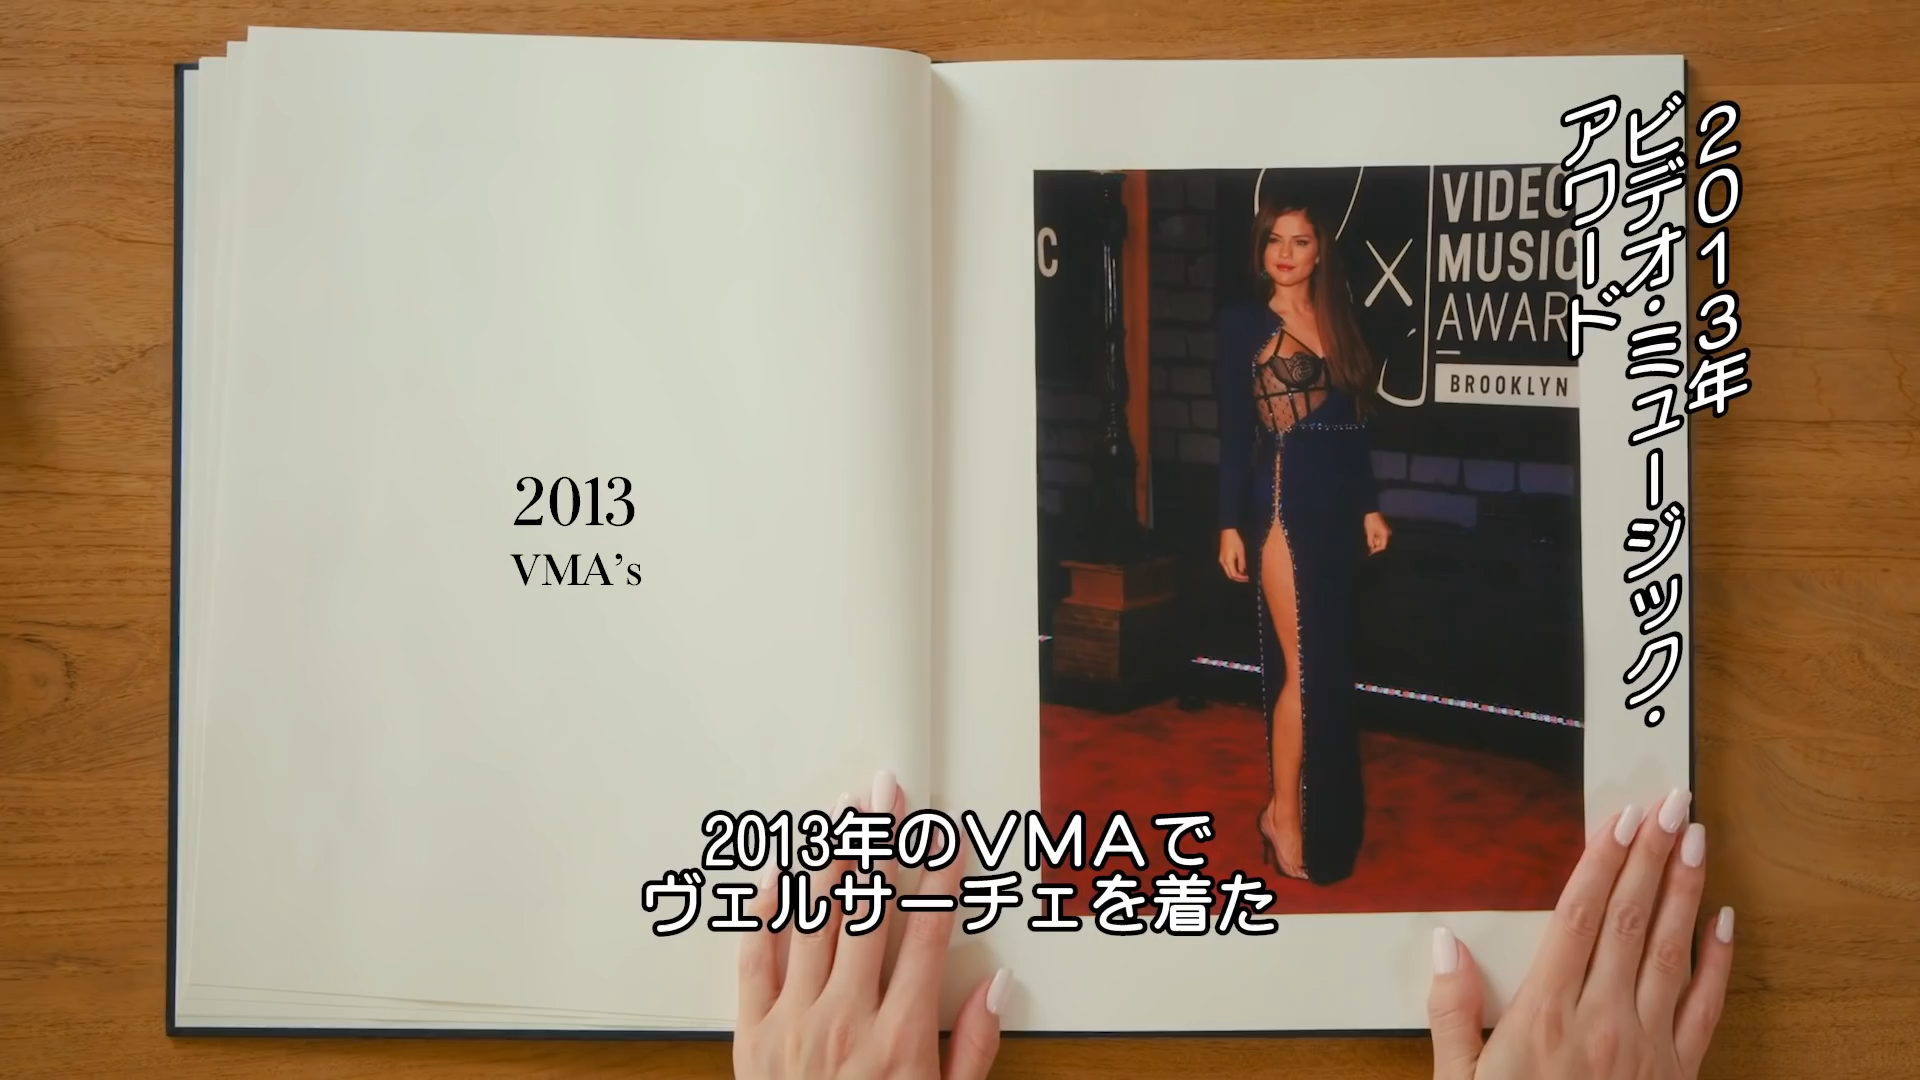 2013
VMA’s
C
VIDEO
MUSIC
AWAR
BROOKLYN
2013年
ビデオ・ミュージック・
アワード
2013年のVMAで
ヴェルサーチェを着た